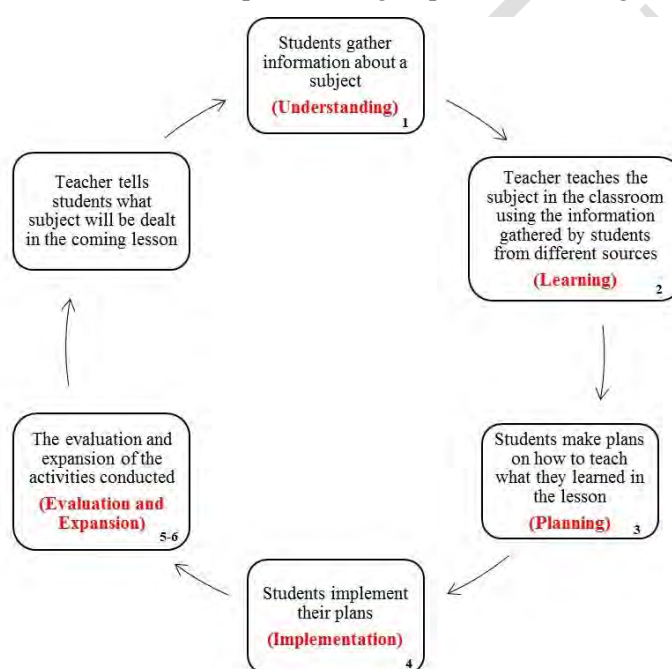 Students gather
information about a
subject
(Understanding)
1
Teacher teaches the
subject in the classroom
using the information
gathered by students
from different sources
(Learning)
2
Students make plans
on how to teach
what they learned in
the lesson
(Planning)
3
Students implement
their plans
(Implementation)
4
The evaluation and
expansion of the
activities conducted
(Evaluation and
Expansion)
5-6
Teacher tells
students what
subject will be dealt
in the coming lesson